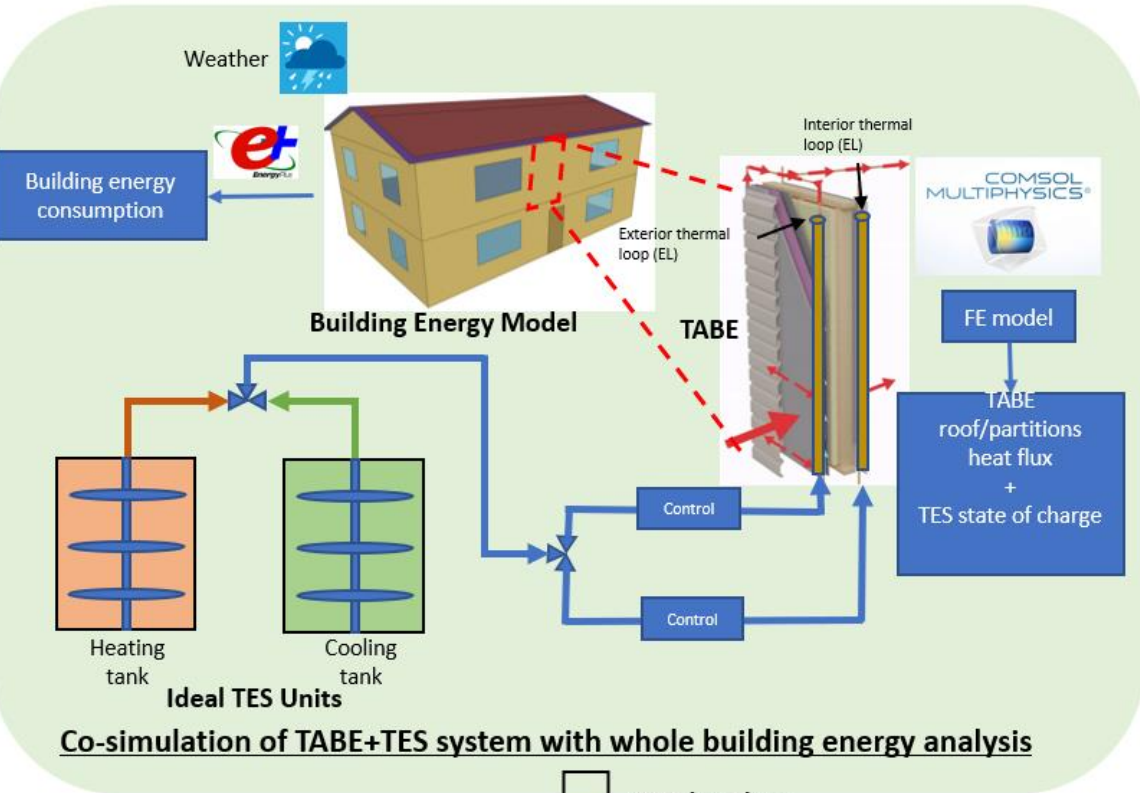 Weather
e+
EnergyPlus
Building energy
consumption
Interior thermal
loop (EL)
COMSOL
MULTIPHYSICS®
Exterior thermal
loop (EL)
Building Energy Model
TABE
FE model
TABE
roof/partitions
heat flux
+
TES state of charge
Control
Control
Heating
tank
Cooling
tank
Ideal TES Units
Co-simulation of TABE+TES system with whole building energy analysis